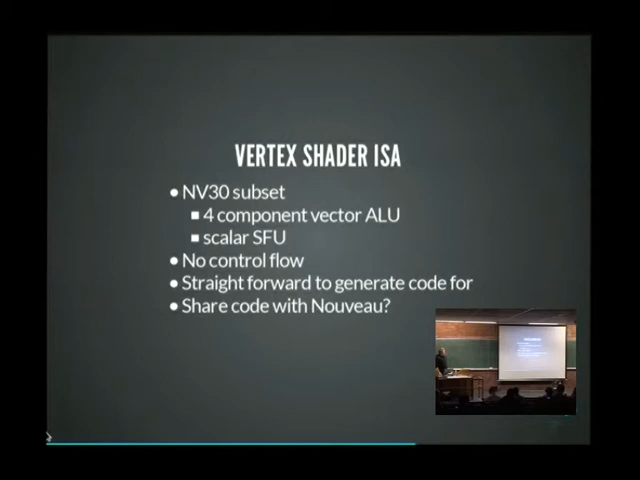 VERTEX SHADER ISA
NV30 subset
4 component vector ALU
scalar SFU
No control flow
Straight forward to generate code for
Share code with Nouveau?